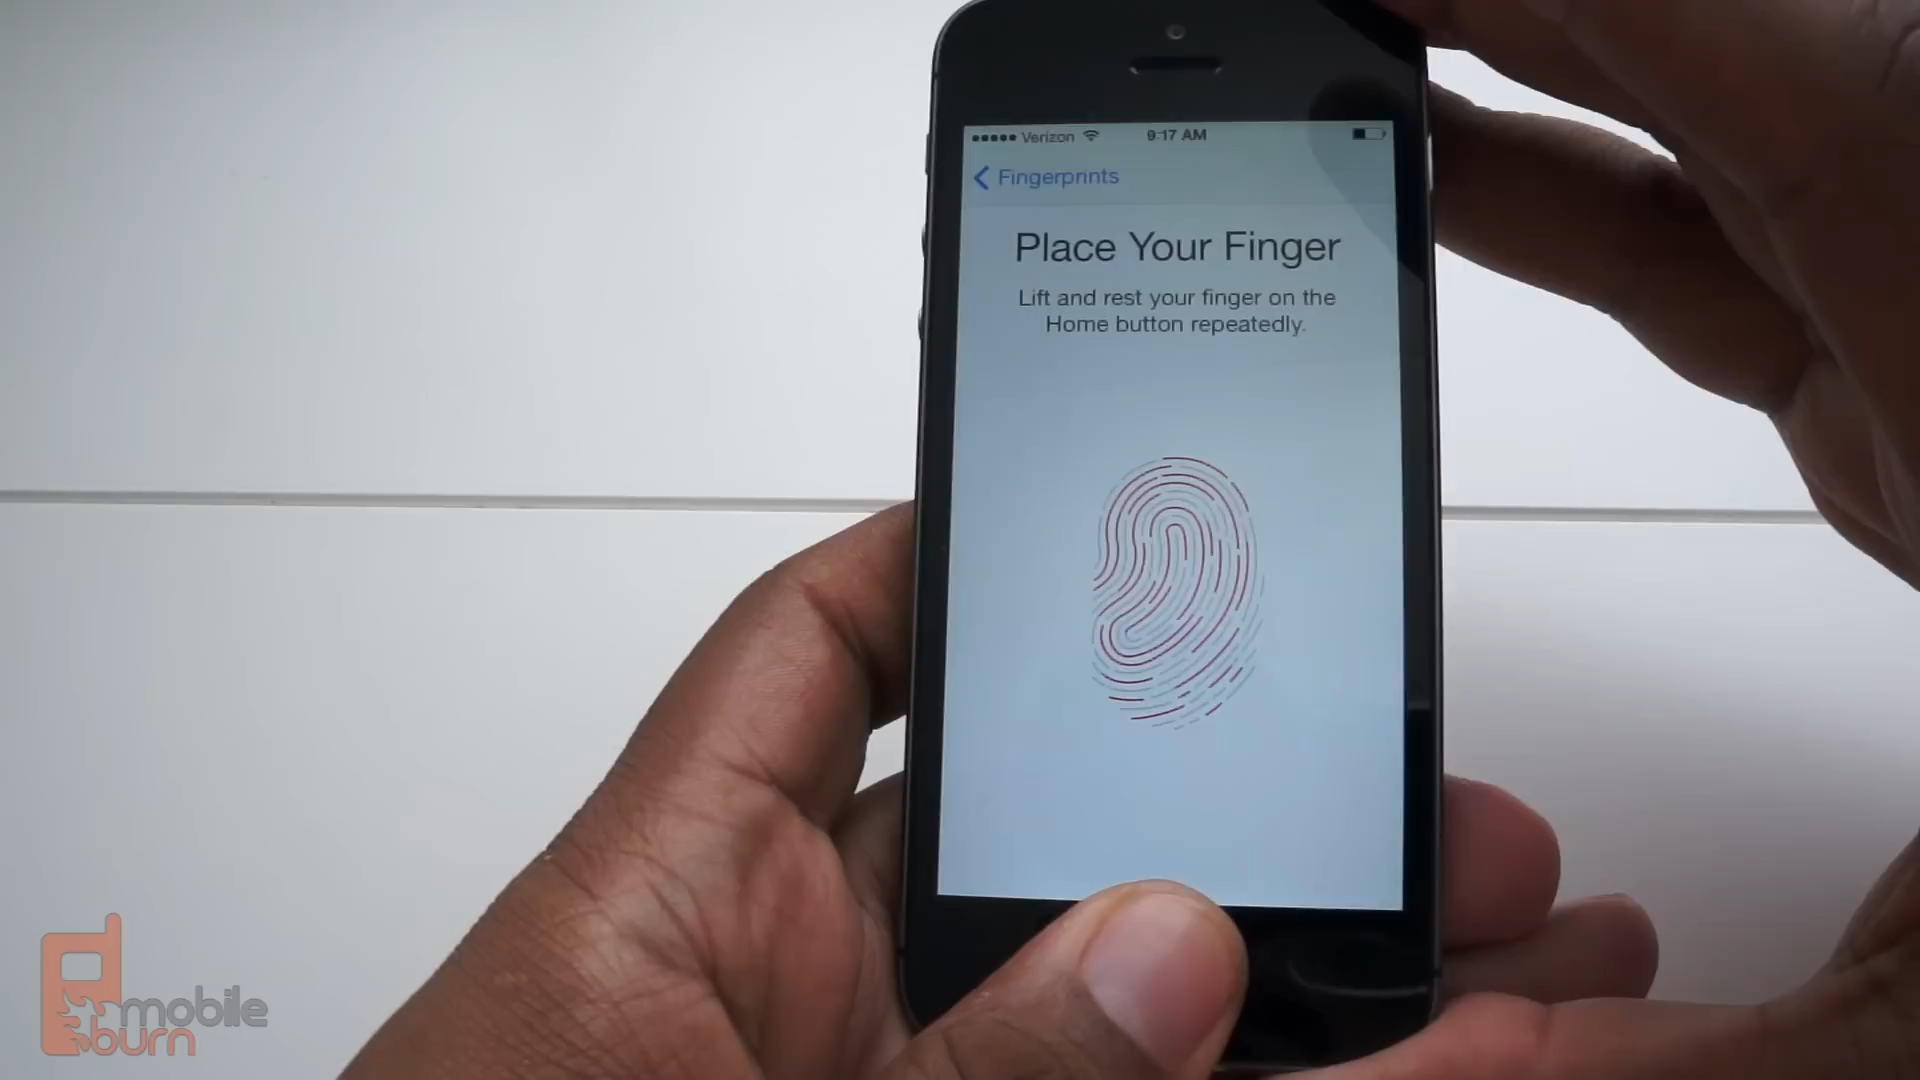 Verizon 9:17 AM
Fingerprints
Place Your Finger
Lift and rest your finger on the
Home button repeatedly.
mobile
burn